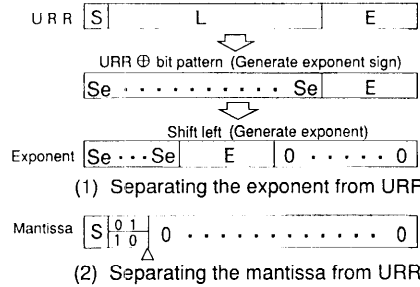 URR S L E
URR ⊕ bit pattern (Generate exponent sign)
Se · · · · · · · · · · Se E
Shift left (Generate exponent)
Exponent Se · · · Se E 0 · · · · · 0
(1) Separating the exponent from URR
Mantissa S 0 1 0 · · · · · · · · · · · · 0
1 0
(2) Separating the mantissa from URR